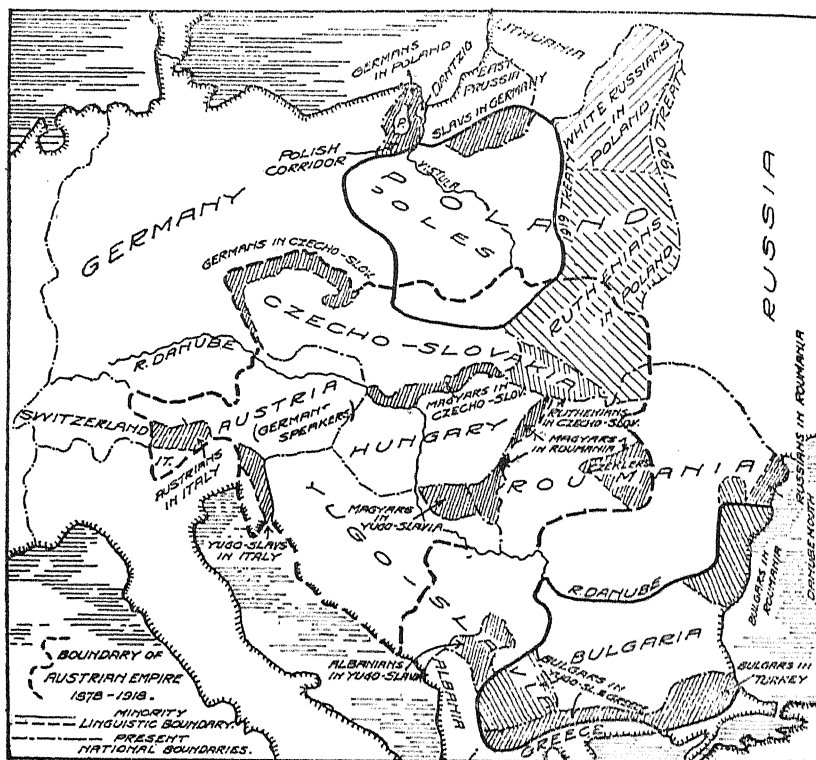 LITHUANIA
GERMANS
IN POLAND
DANTZIG
EAST
PRUSSIA
SLAVS IN GERMANY
WHITE RUSSIANS
IN
POLAND
1920 TREATY
1919 TREATY
POLISH
CORRIDOR
P
VISTULA
POLAND
POLES
GERMANY
RUSSIA
RUTHENIANS
IN POLAND
GERMANS IN CZECHO-SLOV.
CZECHO-SLOVAKIA
R. DANUBE
SWITZERLAND
AUSTRIA
(GERMAN
SPEAKERS)
MAGYARS IN
CZECHO-SLOV.
RUTHENIANS
IN CZECHO-SLOV.
HUNGARY
MAGYARS
IN ROUMANIA
SZEKLERS
ROUMANIA
IT.
AUSTRIANS
IN ITALY
MAGYARS
IN
YUGO-SLAVIA
YUGO-SLAVS
IN ITALY
YUGO-SLAVIA
RUSSIANS IN ROUMANIA
DANUBE MOUTH
BULGARS IN
ROUMANIA
R. DANUBE
BULGARIA
ALBANIANS
IN YUGO-SLAVIA
ALBANIA
BULGARS IN
BULGARS IN
TURKEY
GREECE
BOUNDARY OF
AUSTRIAN EMPIRE
1878-1918.
MINORITY
LINGUISTIC BOUNDARY.
PRESENT
NATIONAL BOUNDARIES.